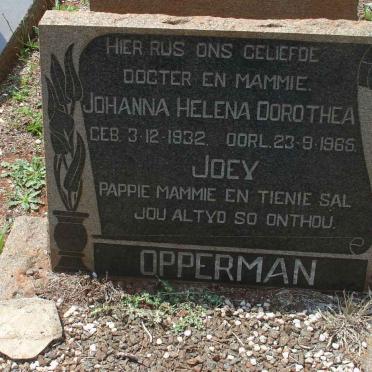 HIER RUS ONS GELIEFDE
DOGTER EN MAMMIE.
JOHANNA HELENA DOROTHEA
GEB. 3-12-1932. OORL. 23-9-1965.
JOEY
PAPPIE MAMMIE EN TIENIE SAL
JOU ALTYD SO ONTHOU.
OPPERMAN